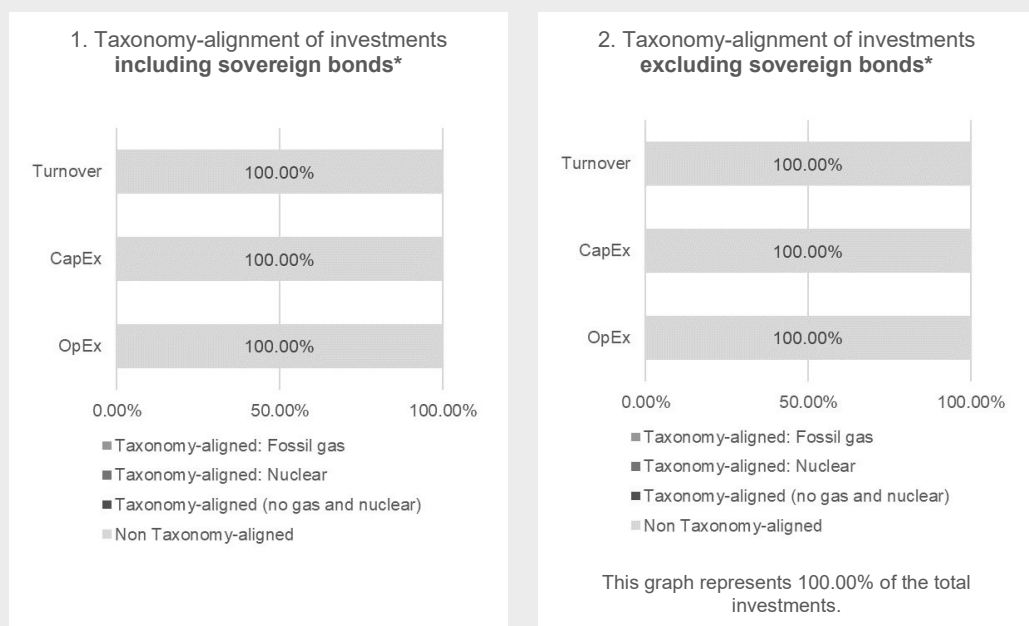 1. Taxonomy-alignment of investments
including sovereign bonds*
Turnover
100.00%
CapEx
100.00%
OpEx
100.00%
0.00%
50.00%
100.00%
Taxonomy-aligned: Fossil gas
Taxonomy-aligned: Nuclear
Taxonomy-aligned (no gas and nuclear)
Non Taxonomy-aligned
2. Taxonomy-alignment of investments
excluding sovereign bonds*
Turnover
100.00%
CapEx
100.00%
OpEx
100.00%
0.00%
50.00%
100.00%
Taxonomy-aligned: Fossil gas
Taxonomy-aligned: Nuclear
Taxonomy-aligned (no gas and nuclear)
Non Taxonomy-aligned
This graph represents 100.00% of the total
investments.